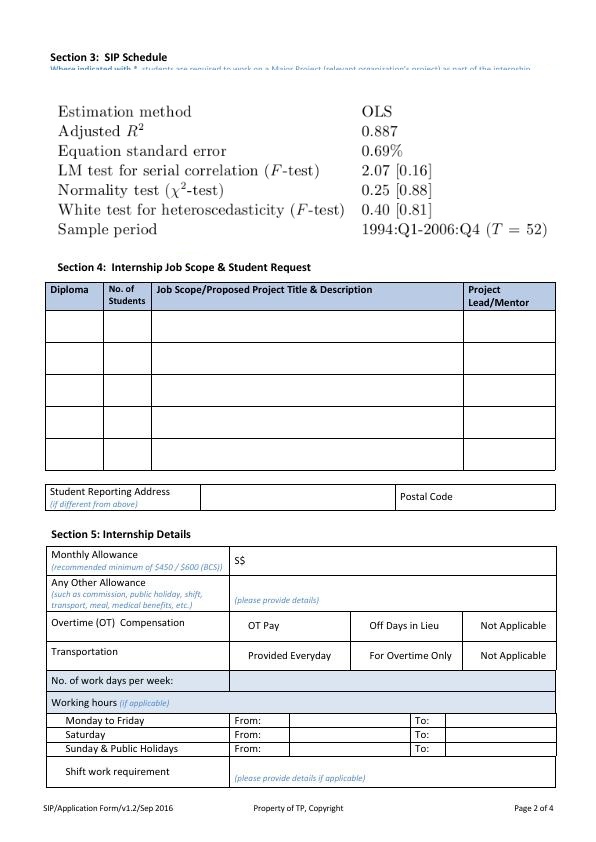 Section 3:  SIP Schedule
Where indicated with *, students are required to work on a Major Project (relevant organization's project) as part of the internship
Estimation method OLS
Adjusted R² 0.887
Equation standard error 0.69%
LM test for serial correlation (F-test) 2.07 [0.16]
Normality test (χ²-test) 0.25 [0.88]
White test for heteroscedasticity (F-test) 0.40 [0.81]
Sample period 1994:Q1-2006:Q4 (T = 52)
Section 4:  Internship Job Scope & Student Request
Diploma No. of Students Job Scope/Proposed Project Title & Description Project Lead/Mentor
Student Reporting Address Postal Code
(if different from above)
Section 5: Internship Details
Monthly Allowance S$
(recommended minimum of $450 / $600 (BCS))
Any Other Allowance
(such as commission, public holiday, shift,
transport, meal, medical benefits, etc.) (please provide details)
Overtime (OT)  Compensation OT Pay Off Days in Lieu Not Applicable
Transportation Provided Everyday For Overtime Only Not Applicable
No. of work days per week:
Working hours (if applicable)
Monday to Friday From: To:
Saturday From: To:
Sunday & Public Holidays From: To:
Shift work requirement (please provide details if applicable)
SIP/Application Form/v1.2/Sep 2016 Property of TP, Copyright Page 2 of 4